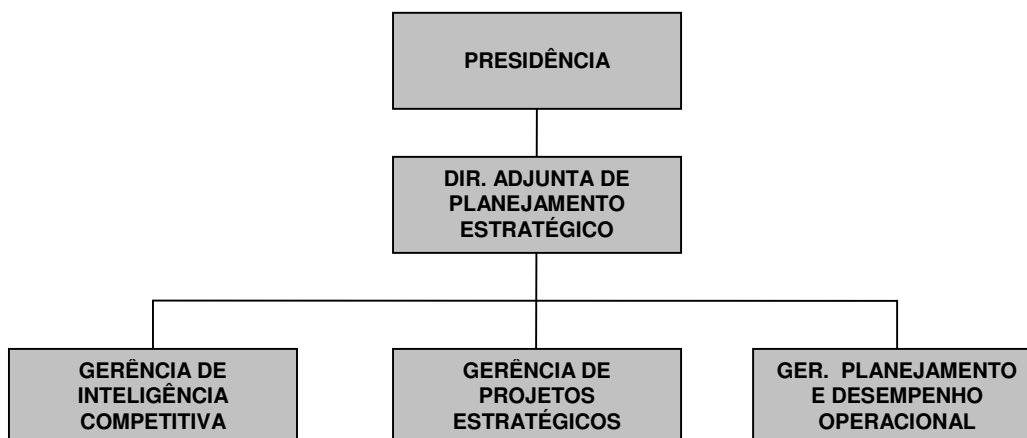 PRESIDÊNCIA
DIR. ADJUNTA DE
PLANEJAMENTO
ESTRATÉGICO
GERÊNCIA DE
INTELIGÊNCIA
COMPETITIVA
GERÊNCIA DE
PROJETOS
ESTRATÉGICOS
GER. PLANEJAMENTO
E DESEMPENHO
OPERACIONAL